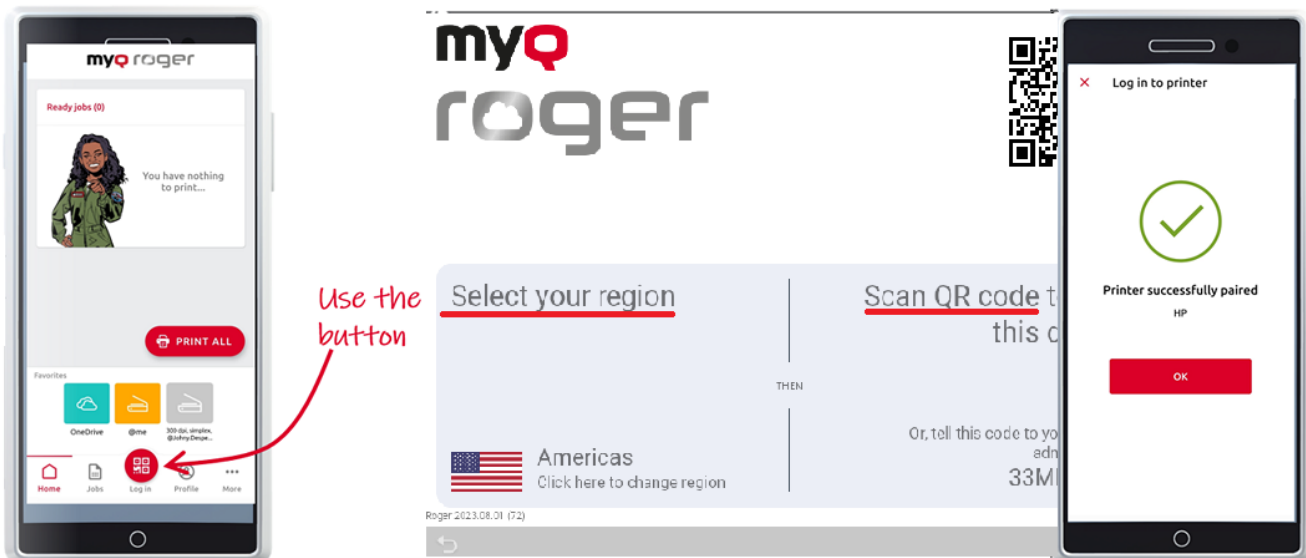 myQ roger
Ready jobs (0)
You have nothing
to print...
PRINT ALL
Favorites
OneDrive
@me
300 dpi, simplex,
@Johny.Despe...
Home
Jobs
Log in
Profile
More
Use the
button
myQ
roger
Select your region
THEN
Scan QR code t
this
Or, tell this code to yo
adn
33M
Americas
Click here to change region
Roger 2023.08.01 (72)
Log in to printer
Printer successfully paired
HP
OK